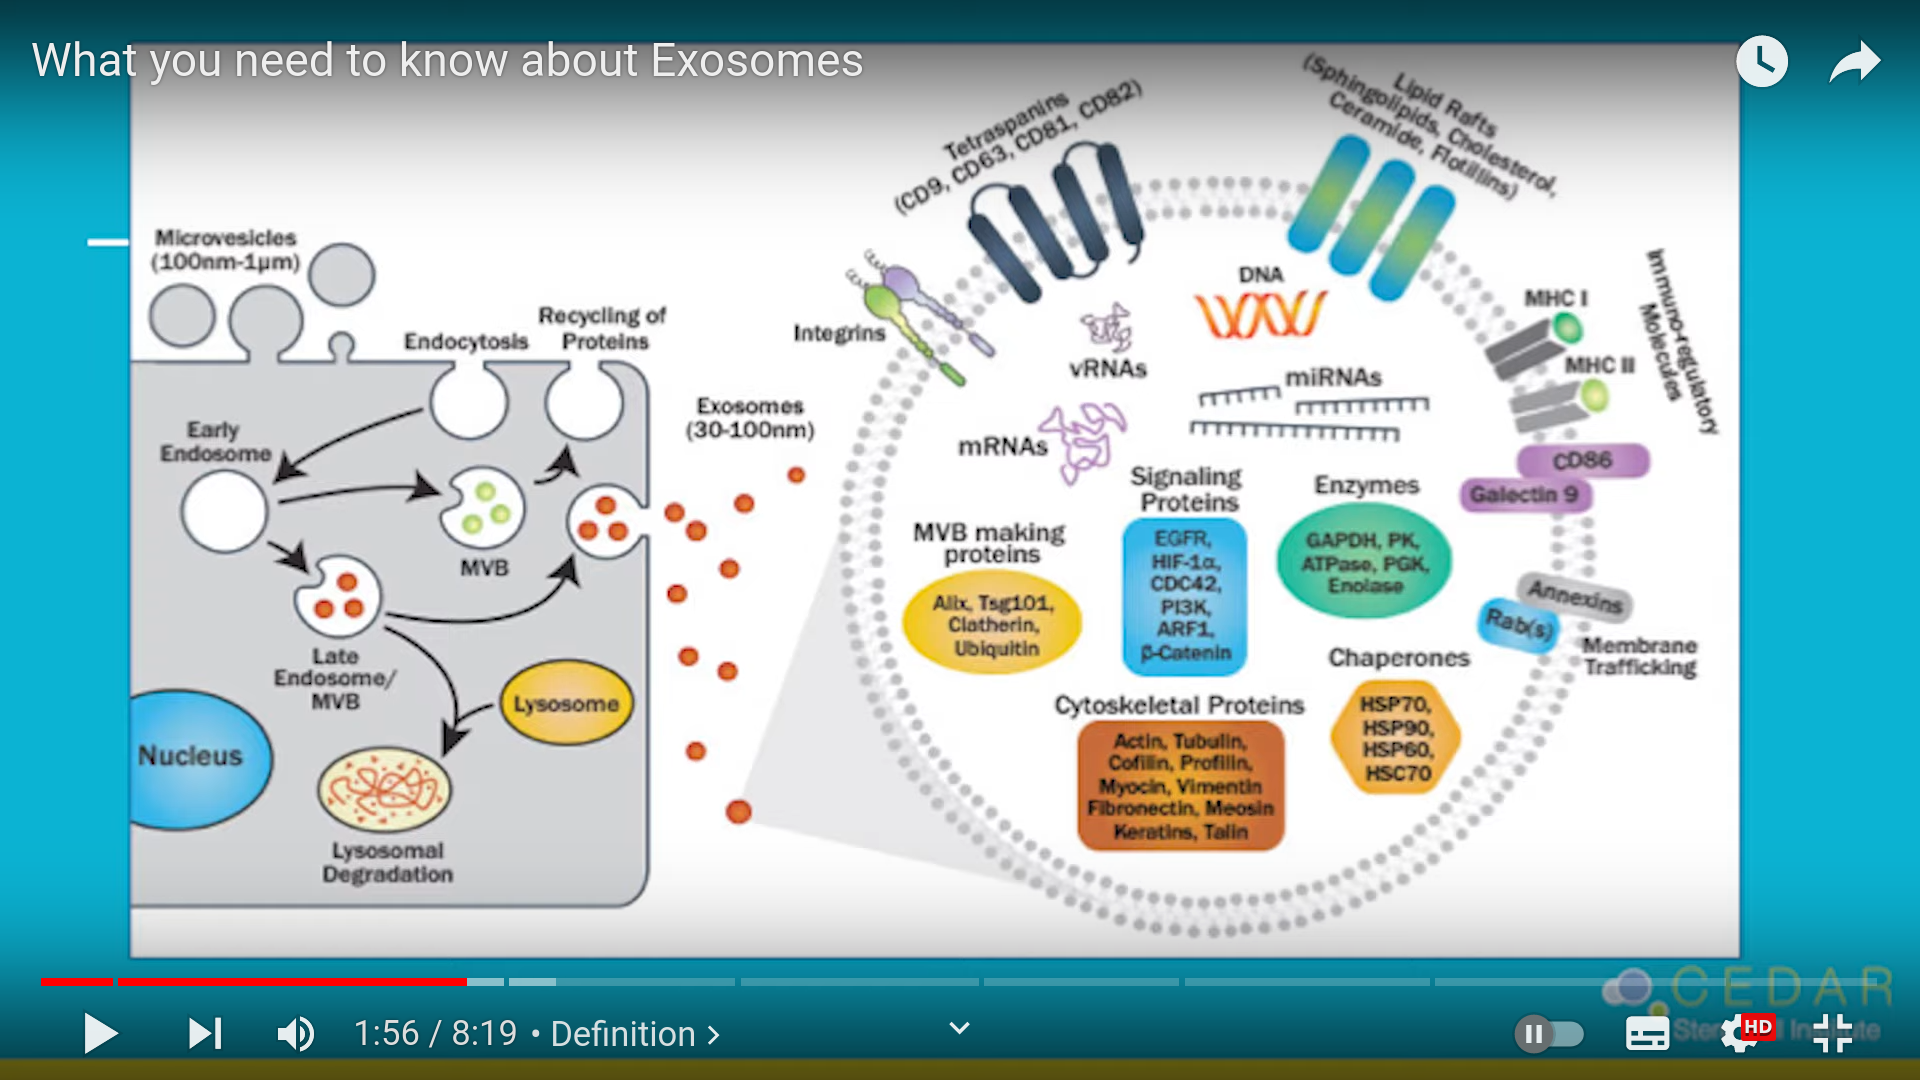 What you need to know about Exosomes
Tetraspanins
(CD9, CD63, CD81, CD82)
Lipid Rafts
(Sphingolipids, Cholesterol,
Ceramide, Flotillins)
Microvesicles
(100nm-1µm)
Endocytosis
Recycling of
Proteins
Early
Endosome
MVB
Late
Endosome/
MVB
Lysosome
Nucleus
Lysosomal
Degradation
Exosomes
(30-100nm)
Integrins
DNA
vRNAs
miRNAs
mRNAs
MHC I
MHC II
Immuno-regulatory
Molecules
CD86
Galectin 9
Signaling
Proteins
EGFR,
HIF-1α,
CDC42,
PI3K,
ARF1,
β-Catenin
Enzymes
GAPDH, PK,
ATPase, PGK,
Enolase
MVB making
proteins
Alix, Tsg101,
Clatherin,
Ubiquitin
Annexins
Rab(s)
Membrane
Trafficking
Chaperones
HSP70,
HSP90,
HSP60,
HSC70
Cytoskeletal Proteins
Actin, Tubulin,
Cofilin, Profilin,
Myocin, Vimentin
Fibronectin, Meosin
Keratins, Talin
CEDAR
1:56 / 8:19 • Definition
HD